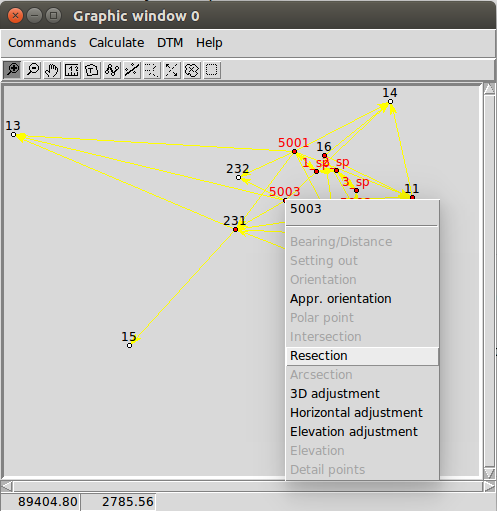 Graphic window 0
Commands Calculate DTM Help
14
13
5001
16
232
1_sp
_sp
5003
3_sp
11
231
15
5003
Bearing/Distance
Setting out
Orientation
Appr. orientation
Polar point
Intersection
Resection
Arcsection
3D adjustment
Horizontal adjustment
Elevation adjustment
Elevation
Detail points
89404.80 2785.56